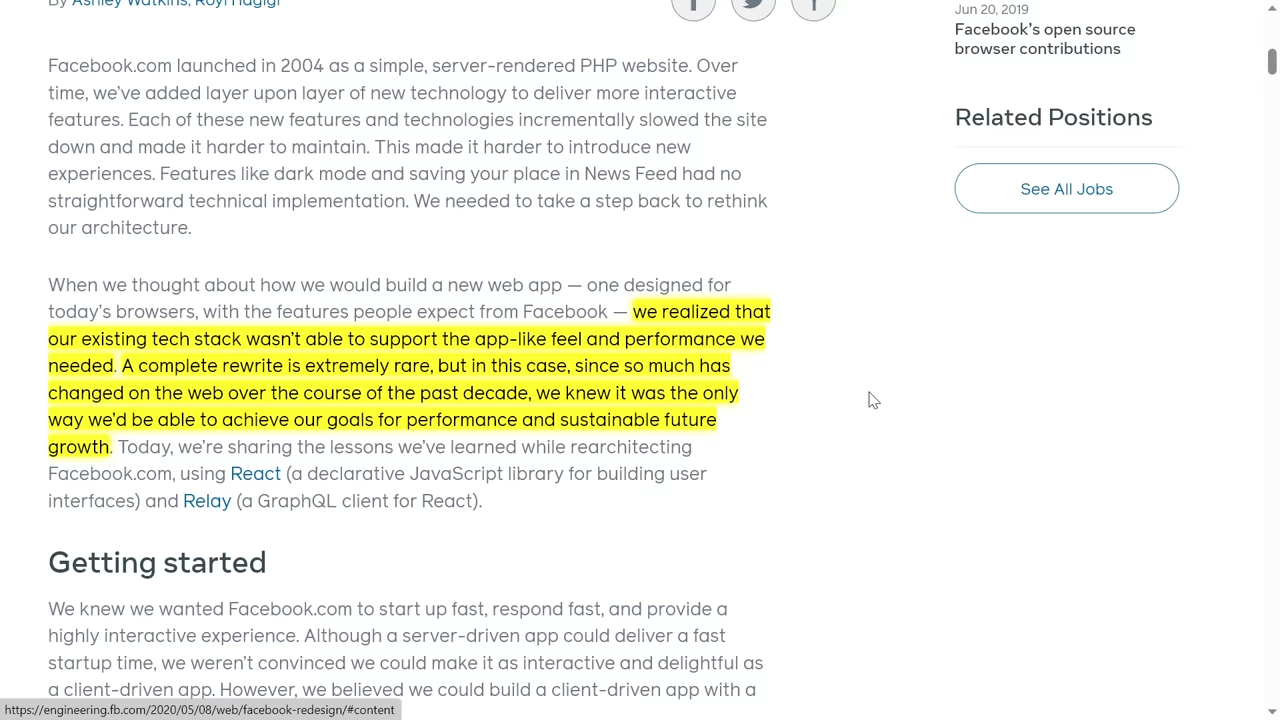 By Ashley Watkins, Royi Hagigi
Facebook.com launched in 2004 as a simple, server-rendered PHP website. Over
time, we’ve added layer upon layer of new technology to deliver more interactive
features. Each of these new features and technologies incrementally slowed the site
down and made it harder to maintain. This made it harder to introduce new
experiences. Features like dark mode and saving your place in News Feed had no
straightforward technical implementation. We needed to take a step back to rethink
our architecture.
When we thought about how we would build a new web app — one designed for
today’s browsers, with the features people expect from Facebook — we realized that
our existing tech stack wasn’t able to support the app-like feel and performance we
needed. A complete rewrite is extremely rare, but in this case, since so much has
changed on the web over the course of the past decade, we knew it was the only
way we’d be able to achieve our goals for performance and sustainable future
growth. Today, we’re sharing the lessons we’ve learned while rearchitecting
Facebook.com, using React (a declarative JavaScript library for building user
interfaces) and Relay (a GraphQL client for React).
Getting started
We knew we wanted Facebook.com to start up fast, respond fast, and provide a
highly interactive experience. Although a server-driven app could deliver a fast
startup time, we weren’t convinced we could make it as interactive and delightful as
a client-driven app. However, we believed we could build a client-driven app with a
https://engineering.fb.com/2020/05/08/web/facebook-redesign/#content
Jun 20, 2019
Facebook’s open source
browser contributions
Related Positions
See All Jobs